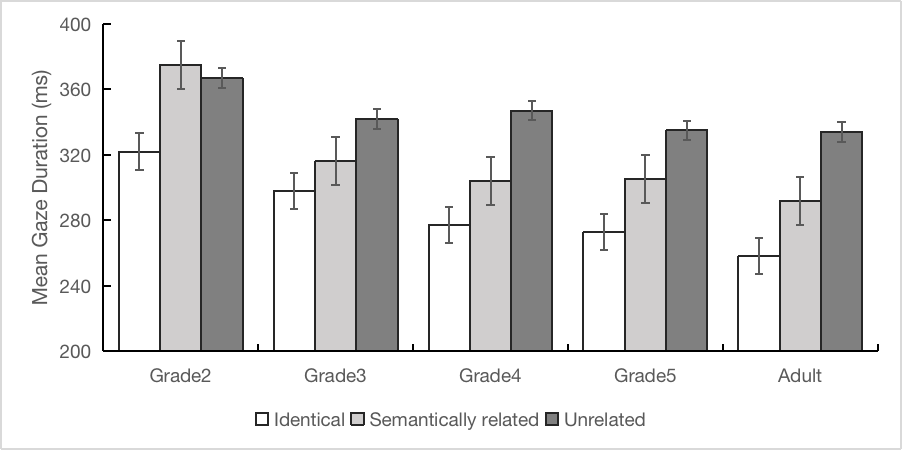 Mean Gaze Duration (ms)
400
360
320
280
240
200
Grade2 Grade3 Grade4 Grade5 Adult
Identical Semantically related Unrelated